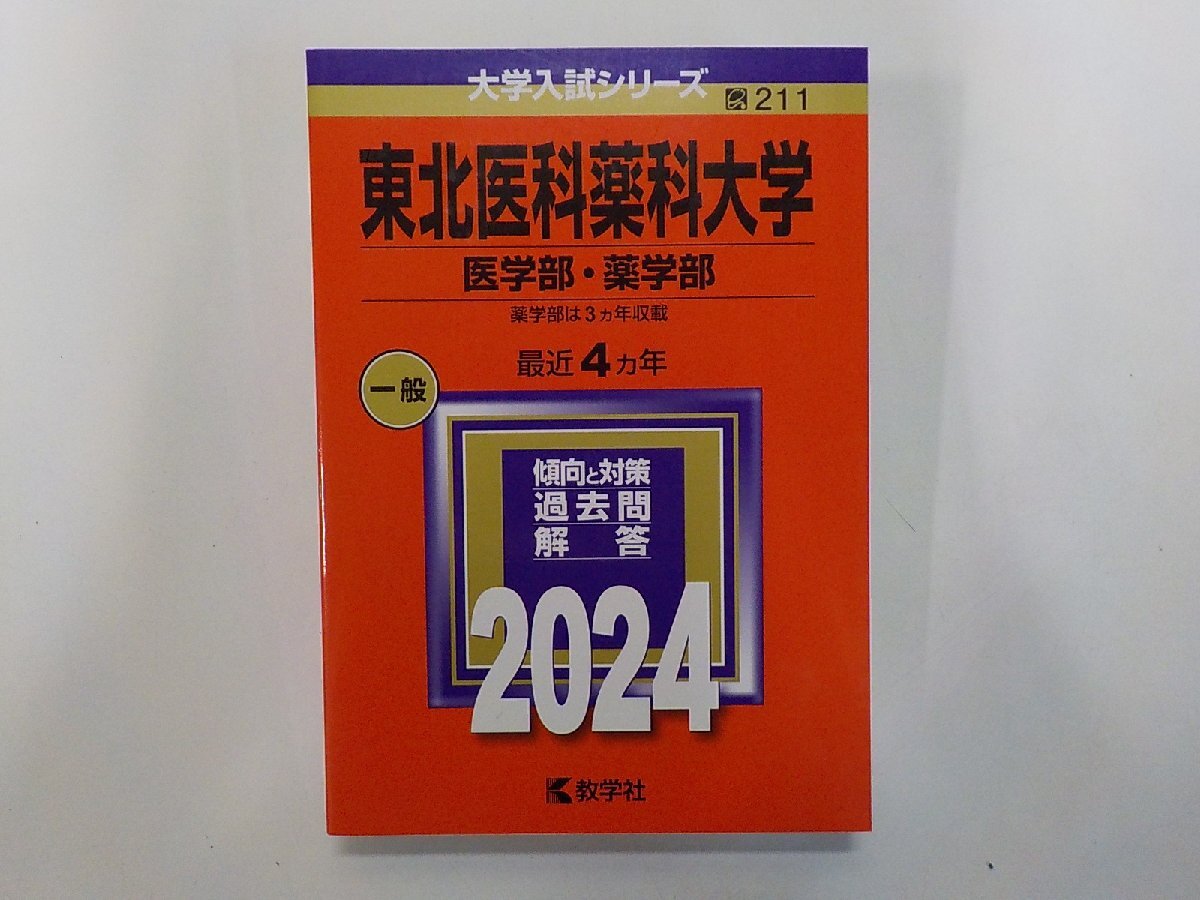 大学入試シリーズ
211
東北医科薬科大学
医学部・薬学部
薬学部は3ヵ年収載
最近4ヵ年
一般
傾向と対策
過去問
解答
2024
教学社